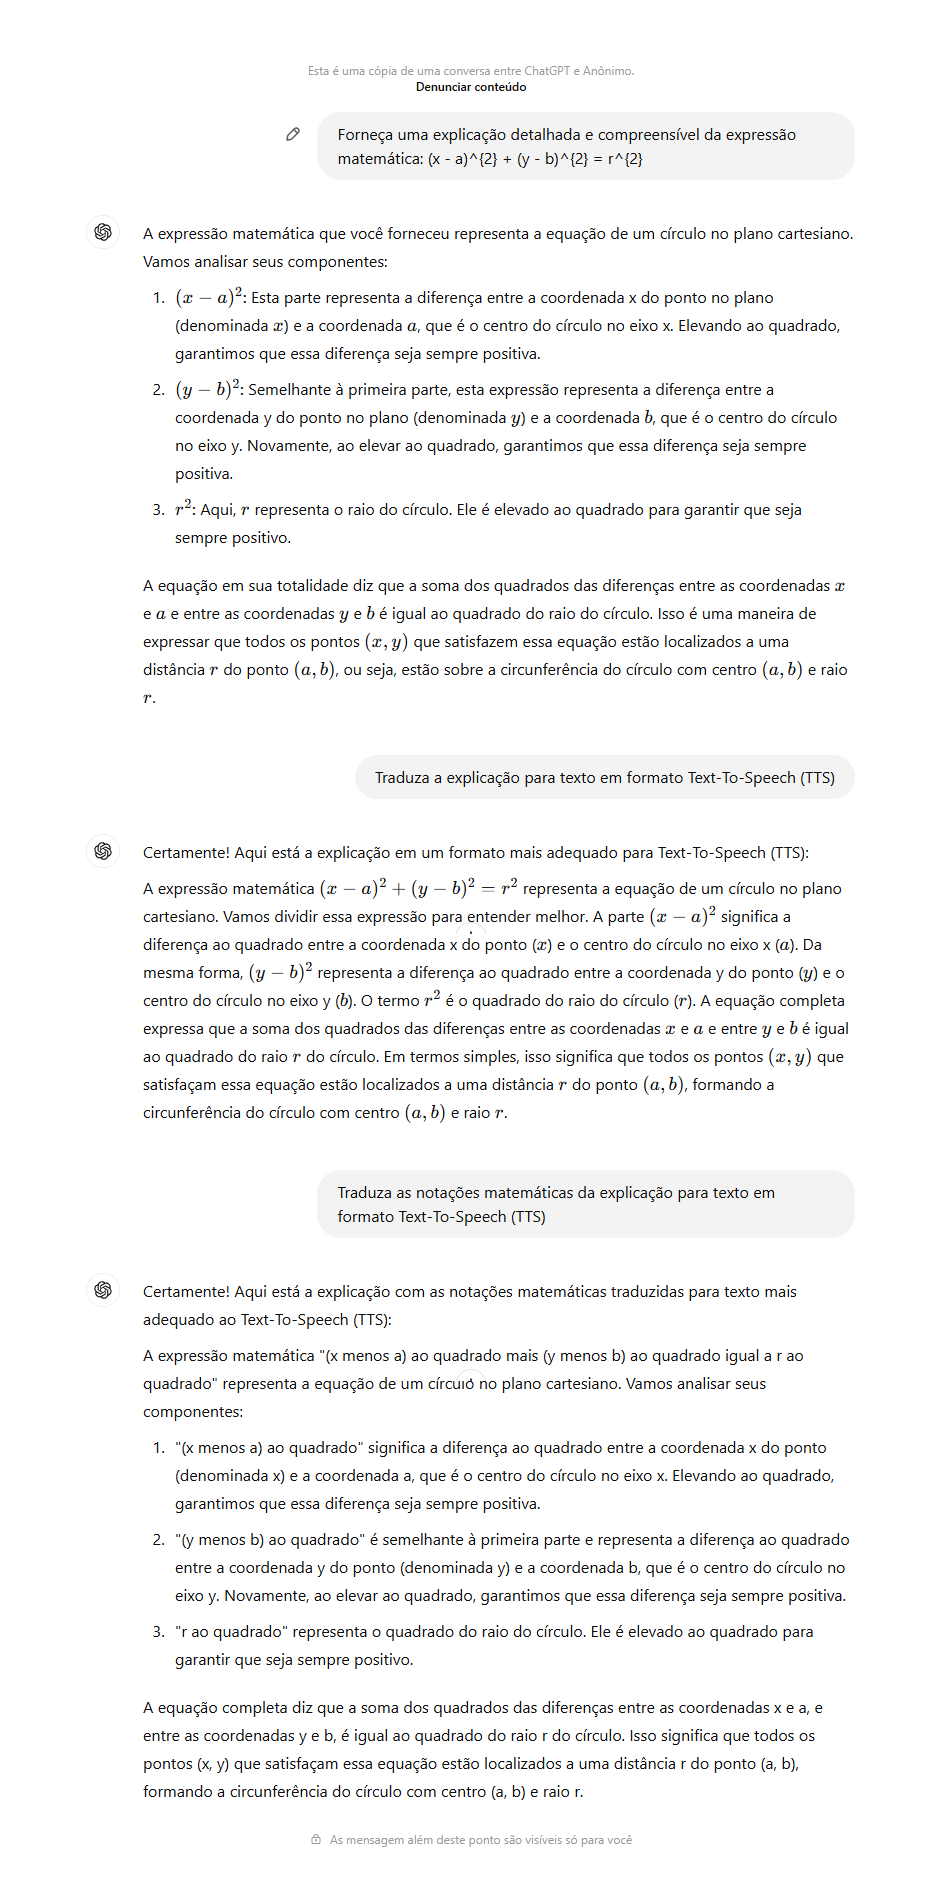 Esta é uma cópia de uma conversa entre ChatGPT e Anônimo.
Denunciar conteúdo
Forneça uma explicação detalhada e compreensível da expressão
matemática: (x - a)^{2} + (y - b)^{2} = r^{2}
A expressão matemática que você forneceu representa a equação de um círculo no plano cartesiano.
Vamos analisar seus componentes:
1. (x − a)²: Esta parte representa a diferença entre a coordenada x do ponto no plano
(denominada x) e a coordenada a, que é o centro do círculo no eixo x. Elevando ao quadrado,
garantimos que essa diferença seja sempre positiva.
2. (y − b)²: Semelhante à primeira parte, esta expressão representa a diferença entre a
coordenada y do ponto no plano (denominada y) e a coordenada b, que é o centro do círculo
no eixo y. Novamente, ao elevar ao quadrado, garantimos que essa diferença seja sempre
positiva.
3. r²: Aqui, r representa o raio do círculo. Ele é elevado ao quadrado para garantir que seja
sempre positivo.
A equação em sua totalidade diz que a soma dos quadrados das diferenças entre as coordenadas x
e a e entre as coordenadas y e b é igual ao quadrado do raio do círculo. Isso é uma maneira de
expressar que todos os pontos (x, y) que satisfazem essa equação estão localizados a uma
distância r do ponto (a, b), ou seja, estão sobre a circunferência do círculo com centro (a, b) e raio
r.
Traduza a explicação para texto em formato Text-To-Speech (TTS)
Certamente! Aqui está a explicação em um formato mais adequado para Text-To-Speech (TTS):
A expressão matemática (x − a)² + (y − b)² = r² representa a equação de um círculo no plano
cartesiano. Vamos dividir essa expressão para entender melhor. A parte (x − a)² significa a
diferença ao quadrado entre a coordenada x do ponto (x) e o centro do círculo no eixo x (a). Da
mesma forma, (y − b)² representa a diferença ao quadrado entre a coordenada y do ponto (y) e o
centro do círculo no eixo y (b). O termo r² é o quadrado do raio do círculo (r). A equação completa
expressa que a soma dos quadrados das diferenças entre as coordenadas x e a e entre y e b é igual
ao quadrado do raio r do círculo. Em termos simples, isso significa que todos os pontos (x, y) que
satisfaçam essa equação estão localizados a uma distância r do ponto (a, b), formando a
circunferência do círculo com centro (a, b) e raio r.
Traduza as notações matemáticas da explicação para texto em
formato Text-To-Speech (TTS)
Certamente! Aqui está a explicação com as notações matemáticas traduzidas para texto mais
adequado ao Text-To-Speech (TTS):
A expressão matemática "(x menos a) ao quadrado mais (y menos b) ao quadrado igual a r ao
quadrado" representa a equação de um círculo no plano cartesiano. Vamos analisar seus
componentes:
1. "(x menos a) ao quadrado" significa a diferença ao quadrado entre a coordenada x do ponto
(denominada x) e a coordenada a, que é o centro do círculo no eixo x. Elevando ao quadrado,
garantimos que essa diferença seja sempre positiva.
2. "(y menos b) ao quadrado" é semelhante à primeira parte e representa a diferença ao quadrado
entre a coordenada y do ponto (denominada y) e a coordenada b, que é o centro do círculo no
eixo y. Novamente, ao elevar ao quadrado, garantimos que essa diferença seja sempre positiva.
3. "r ao quadrado" representa o quadrado do raio do círculo. Ele é elevado ao quadrado para
garantir que seja sempre positivo.
A equação completa diz que a soma dos quadrados das diferenças entre as coordenadas x e a, e
entre as coordenadas y e b, é igual ao quadrado do raio r do círculo. Isso significa que todos os
pontos (x, y) que satisfaçam essa equação estão localizados a uma distância r do ponto (a, b),
formando a circunferência do círculo com centro (a, b) e raio r.
As mensagem além deste ponto são visíveis só para você